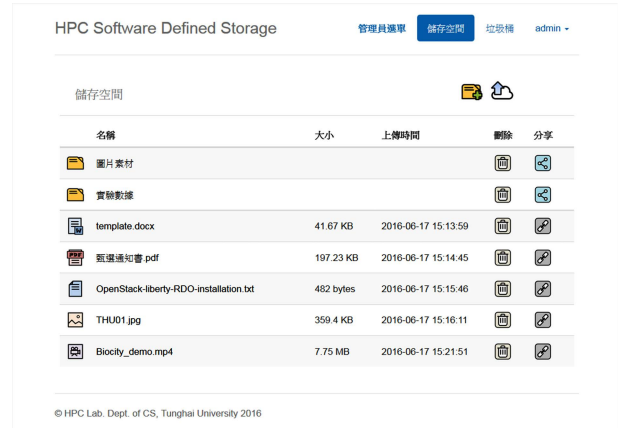 HPC Software Defined Storage 管理員選單 儲存空間 垃圾桶 admin
儲存空間
名稱 大小 上傳時間 刪除 分享
圖片素材
實驗數據
template.docx 41.67 KB 2016-06-17 15:13:59
甄選通知書.pdf 197.23 KB 2016-06-17 15:14:45
OpenStack-liberty-RDO-installation.txt 482 bytes 2016-06-17 15:15:46
THU01.jpg 359.4 KB 2016-06-17 15:16:11
Biocity_demo.mp4 7.75 MB 2016-06-17 15:21:51
© HPC Lab. Dept. of CS, Tunghai University 2016